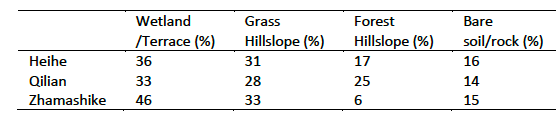 Wetland Grass Forest Bare
/Terrace (%) Hillslope (%) Hillslope (%) soil/rock (%)
Heihe 36 31 17 16
Qilian 33 28 25 14
Zhamashike 46 33 6 15